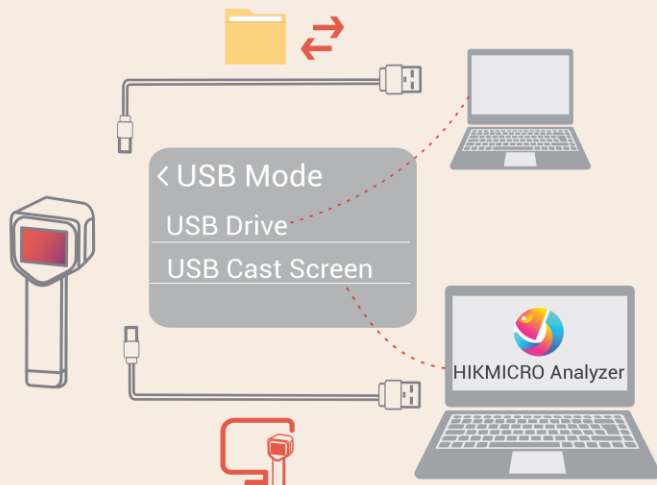 < USB Mode
USB Drive
USB Cast Screen
HIKMICRO Analyzer